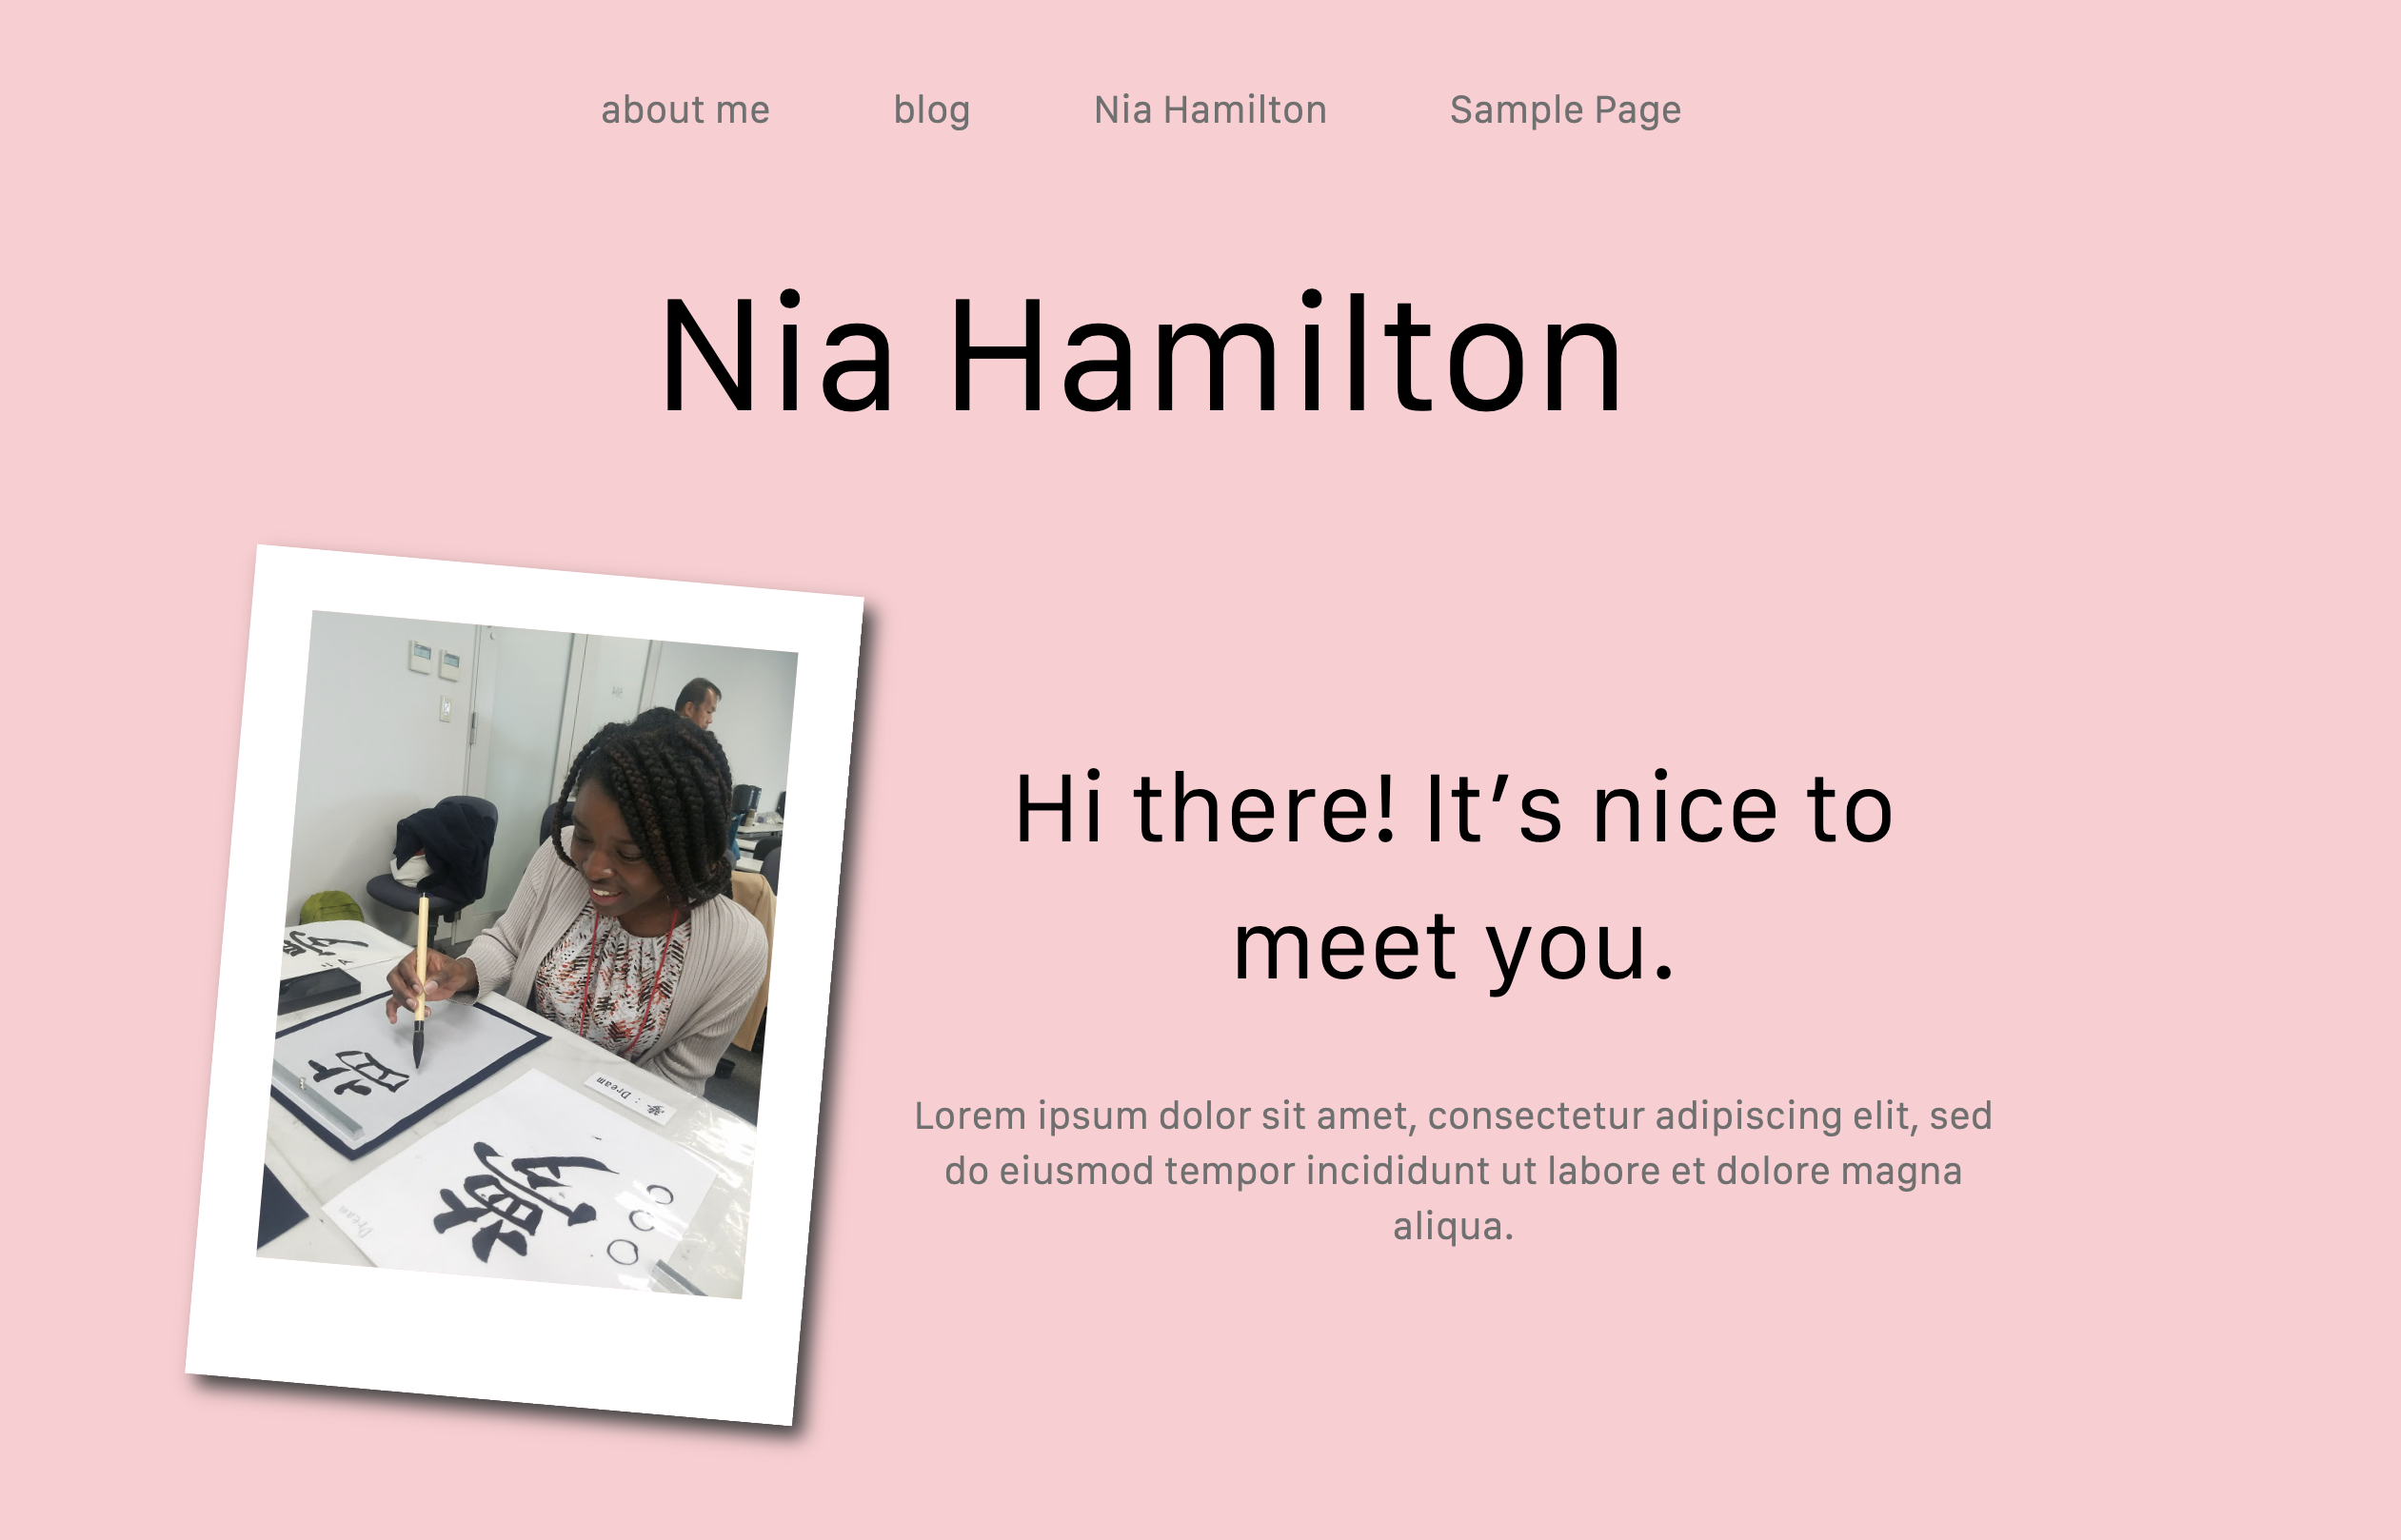 about me blog Nia Hamilton Sample Page
Nia Hamilton
Hi there! It’s nice to
meet you.
Lorem ipsum dolor sit amet, consectetur adipiscing elit, sed
do eiusmod tempor incididunt ut labore et dolore magna
aliqua.
夢 : Dream
夢
Dream